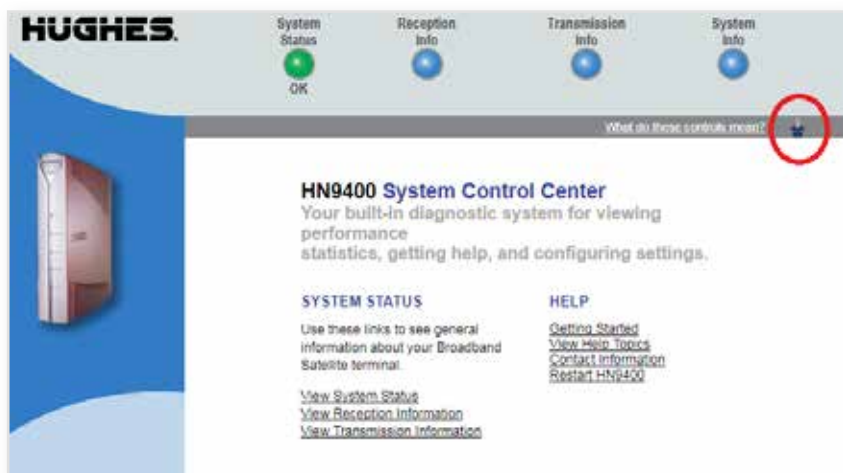 HUGHES.
System Status
Reception Info
Transmission Info
System Info
OK
What do these controls mean?
HN9400 System Control Center
Your built-in diagnostic system for viewing
performance
statistics, getting help, and configuring settings.
SYSTEM STATUS
Use these links to see general
information about your Broadband
Satellite terminal.
View System Status
View Reception Information
View Transmission Information
HELP
Getting Started
View Help Topics
Contact Information
Restart HN9400